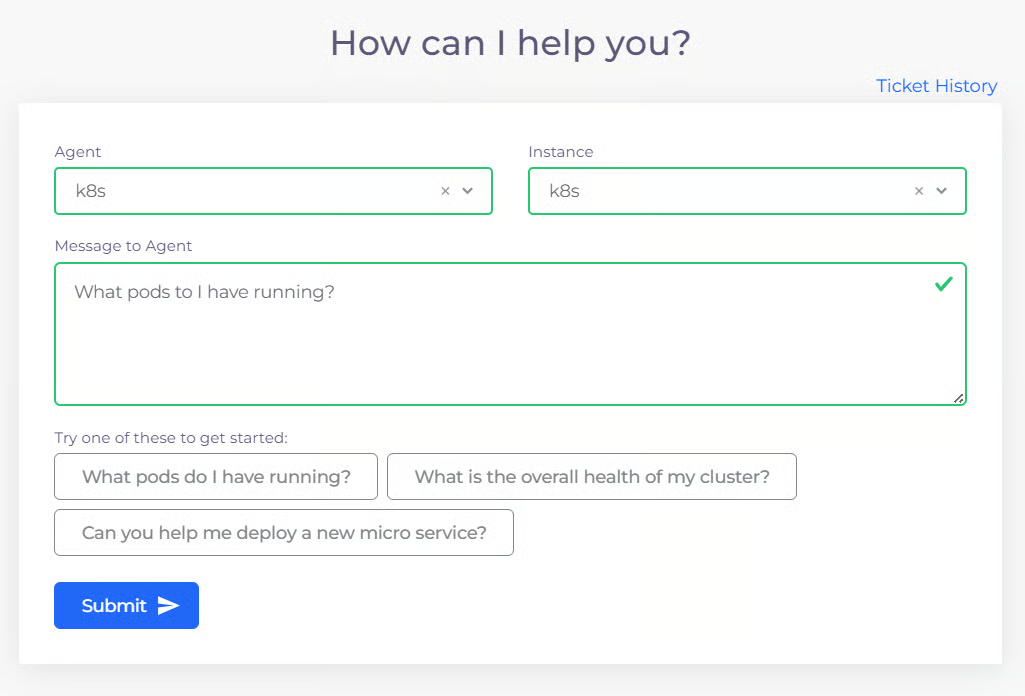 How can I help you?
Ticket History
Agent
Instance
k8s
k8s
Message to Agent
What pods to I have running?
Try one of these to get started:
What pods do I have running?
What is the overall health of my cluster?
Can you help me deploy a new micro service?
Submit